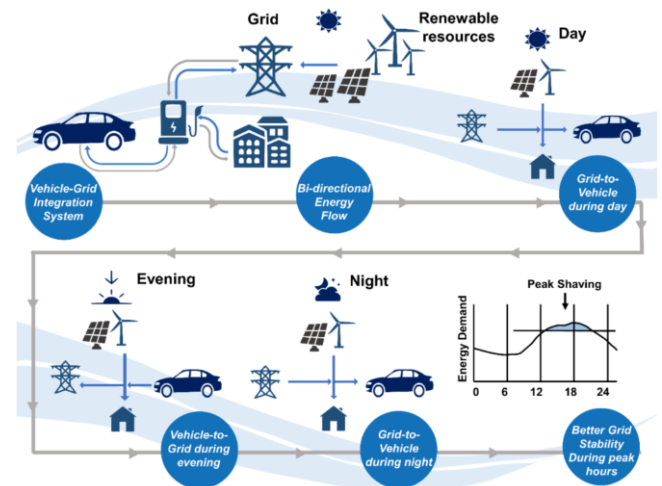 Grid
Renewable
resources
Day
Vehicle-Grid
Integration
System
Bi-directional
Energy
Flow
Grid-to-
Vehicle
during day
Evening
Night
Peak Shaving
Energy Demand
0 6 12 18 24
Vehicle-to-
Grid during
evening
Grid-to-
Vehicle
during night
Better Grid
Stability
During peak
hours